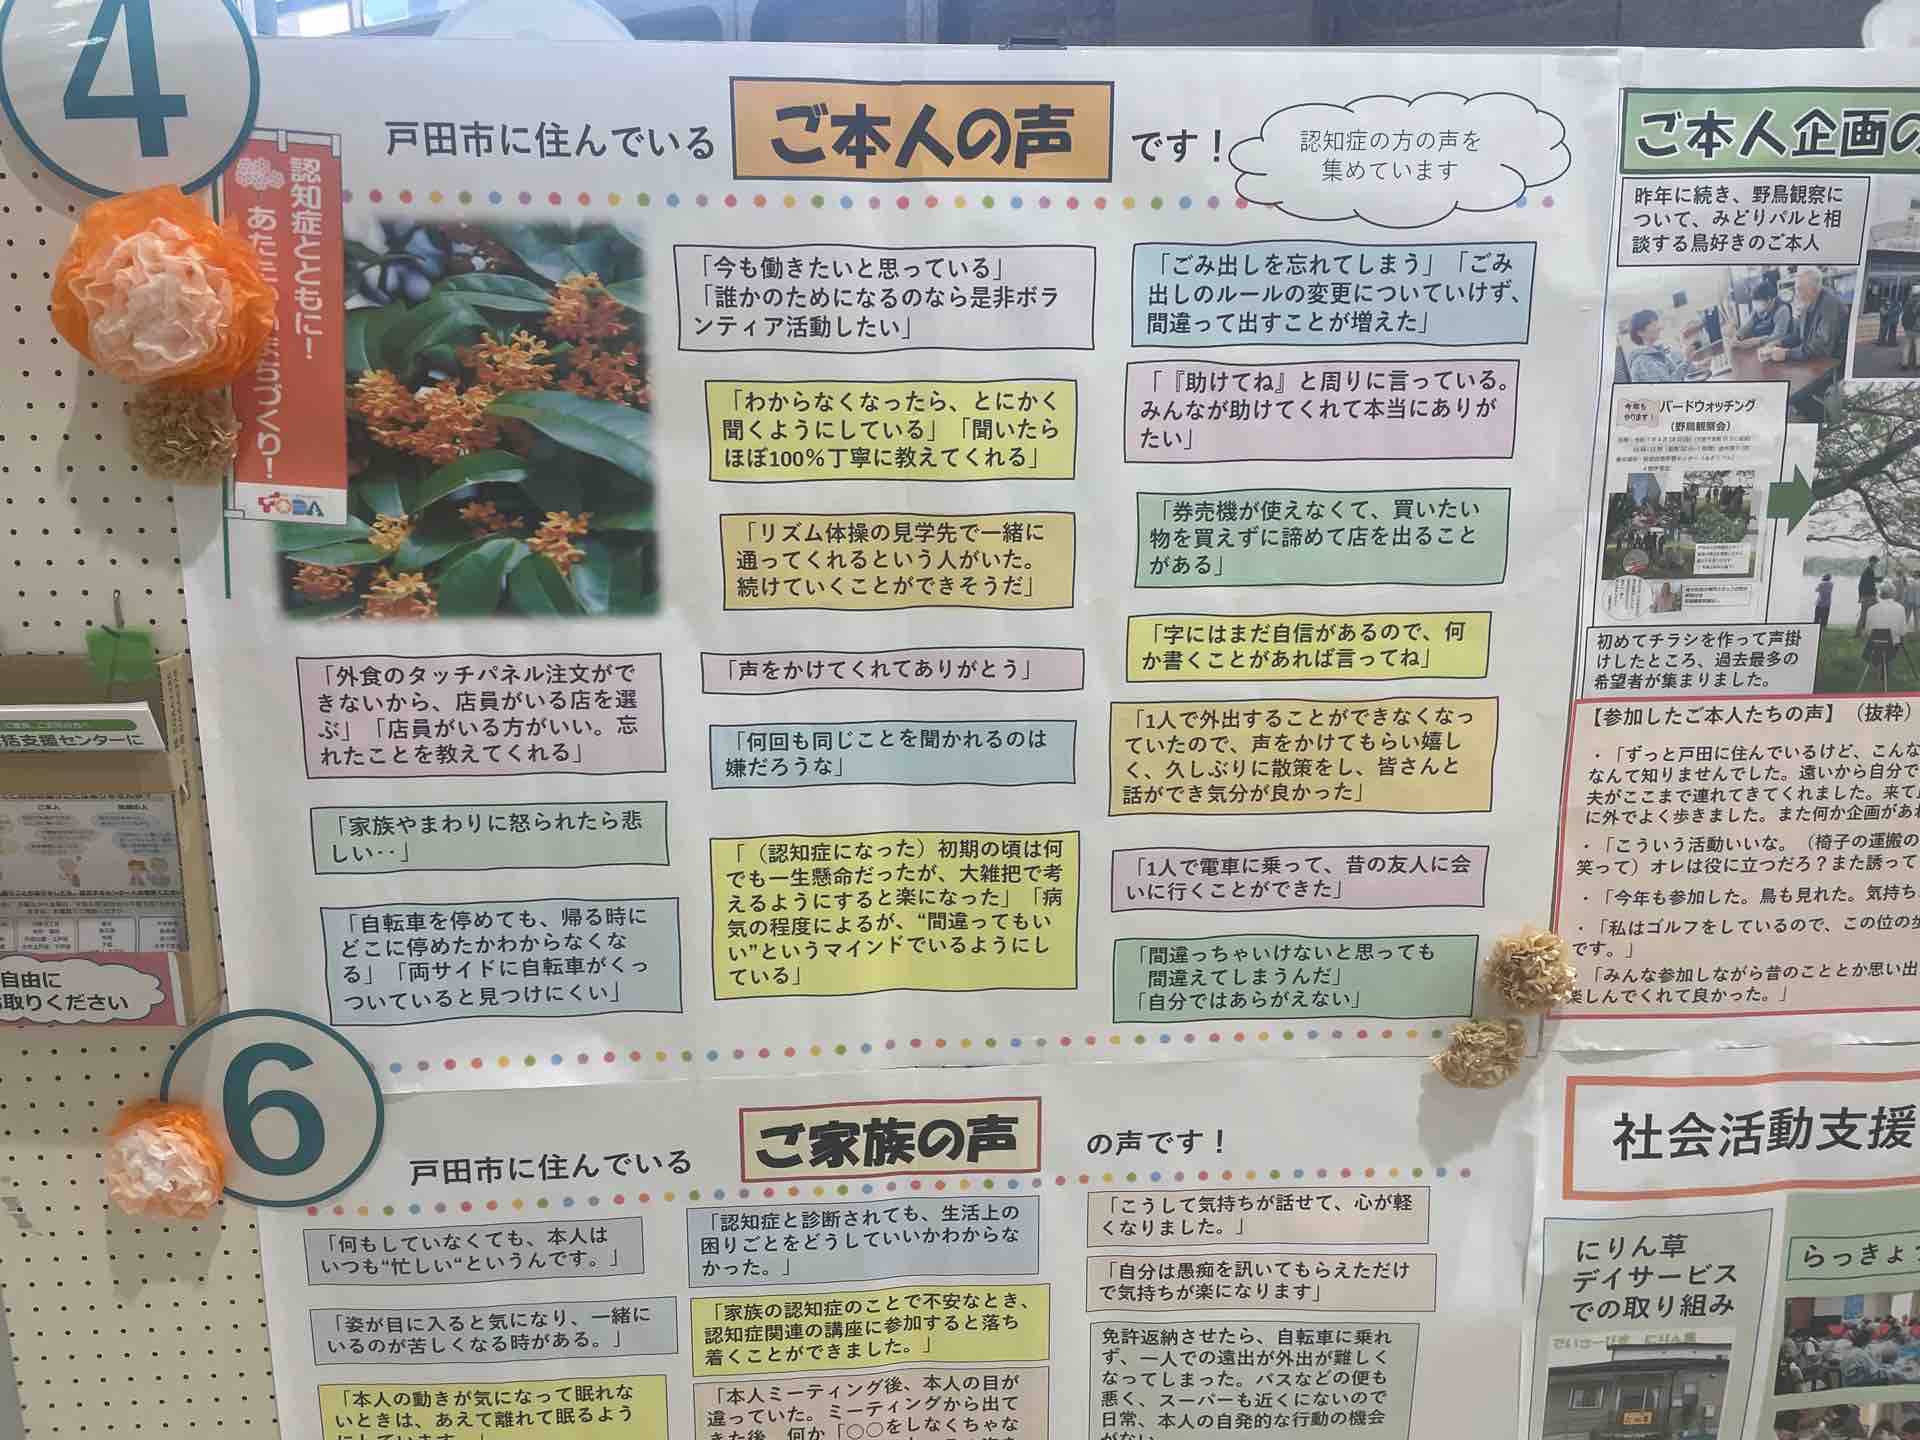 4
認知症とともに！
あたたかいまちづくり！
TODA
戸田市に住んでいる
ご本人の声
です！
認知症の方の声を
集めています
「今も働きたいと思っている」
「誰かのためになるのなら是非ボラ
ンティア活動したい」
「わからなくなったら、とにかく
聞くようにしている」「聞いたら
ほぼ100％丁寧に教えてくれる」
「リズム体操の見学先で一緒に
通ってくれるという人がいた。
続けていくことができそうだ」
「声をかけてくれてありがとう」
「何回も同じことを聞かれるのは
嫌だろうな」
「（認知症になった）初期の頃は何
でも一生懸命だったが、大雑把で考
えるようにすると楽になった」「病
気の程度によるが、“間違ってもい
い”というマインドでいるようにし
ている」
「ごみ出しを忘れてしまう」「ごみ
出しのルールの変更についていけず、
間違って出すことが増えた」
「『助けてね』と周りに言っている。
みんなが助けてくれて本当にありが
たい」
「券売機が使えなくて、買いたい
物を買えずに諦めて店を出ること
がある」
「字にはまだ自信があるので、何
か書くことがあれば言ってね」
「1人で外出することができなくなっ
ていたので、声をかけてもらい嬉し
く、久しぶりに散策をし、皆さんと
話ができ気分が良かった」
「1人で電車に乗って、昔の友人に会
いに行くことができた」
「間違っちゃいけないと思っても
間違えてしまうんだ」
「自分ではあらがえない」
「外食のタッチパネル注文がで
きないから、店員がいる店を選
ぶ」「店員がいる方がいい。忘
れたことを教えてくれる」
「家族やまわりに怒られたら悲
しい‥」
「自転車を停めても、帰る時に
どこに停めたかわからなくな
る」「両サイドに自転車がくっ
ついていると見つけにくい」
ご本人企画の
昨年に続き、野鳥観察に
ついて、みどりパルと相
談する鳥好きのご本人
今年も
やります！
バードウォッチング
（野鳥観察会）
初めてチラシを作って声掛
けしたところ、過去最多の
希望者が集まりました。
【参加したご本人たちの声】（抜粋）
・「ずっと戸田に住んでいるけど、こんな
なんて知りませんでした。遠いから自分で
夫がここまで連れてきてくれました。来て
に外でよく歩きました。また何か企画があ
・「こういう活動いいな。（椅子の運搬の
笑って）オレは役に立つだろ？また誘って
・「今年も参加した。鳥も見れた。気持ち
・「私はゴルフをしているので、この位の
です。」
「みんな参加しながら昔のこととか思い出
楽しんでくれて良かった。」
括支援センターに
自由に
取りください
6
戸田市に住んでいる
ご家族の声
の声です！
「何もしていなくても、本人は
いつも“忙しい“というんです。」
「姿が目に入ると気になり、一緒に
いるのが苦しくなる時がある。」
「本人の動きが気になって眠れな
いときは、あえて離れて眠るよう
にしています。」
「認知症と診断されても、生活上の
困りごとをどうしていいかわからな
かった。」
「家族の認知症のことで不安なとき、
認知症関連の講座に参加すると落ち
着くことができました。」
「本人ミーティング後、本人の目が
違っていた。ミーティングから出て
きた後、何か「○○をしなくちゃな
「こうして気持ちが話せて、心が軽
くなりました。」
「自分は愚痴を訊いてもらえただけ
で気持ちが楽になります」
免許返納させたら、自転車に乗れ
ず、一人での遠出が外出が難しく
なってしまった。バスなどの便も
悪く、スーパーも近くにないので
日常、本人の自発的な行動の機会
がない
社会活動支援
にりん草
デイサービス
での取り組み
らっきょ